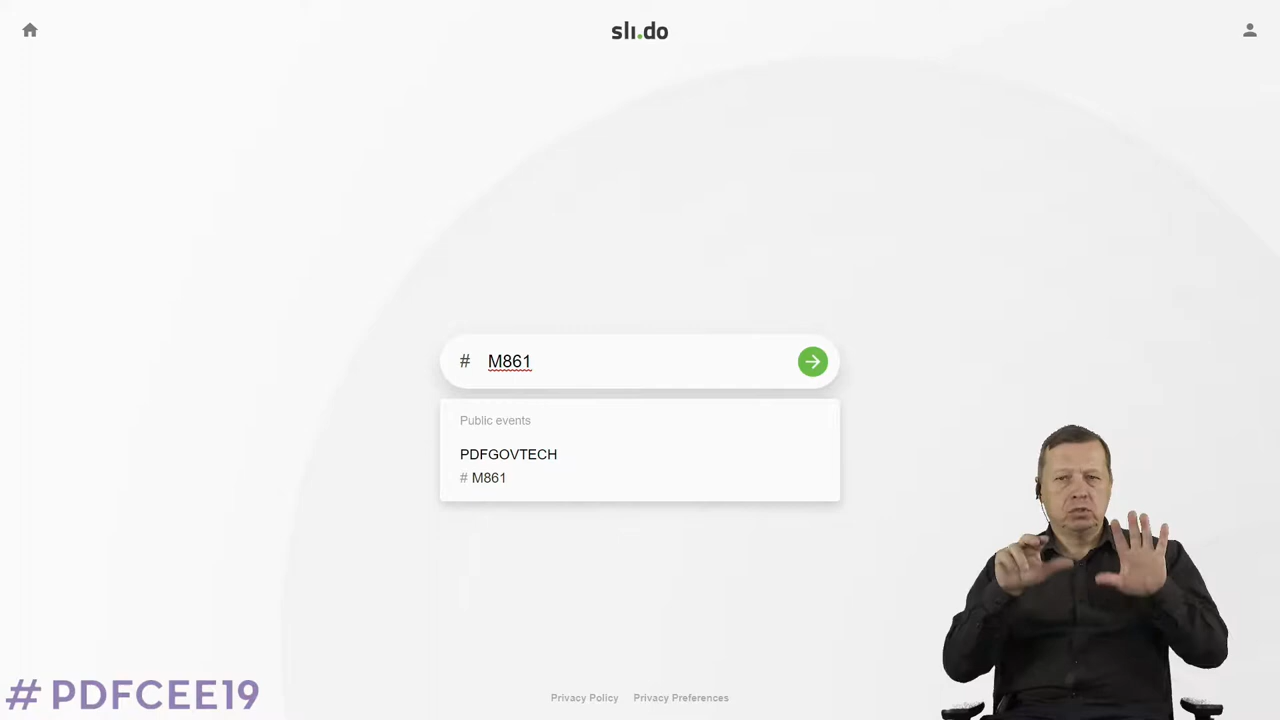 sli.do
# M861
Public events
PDFGOVTECH
# M861
Privacy Policy Privacy Preferences
# PDFCEE19